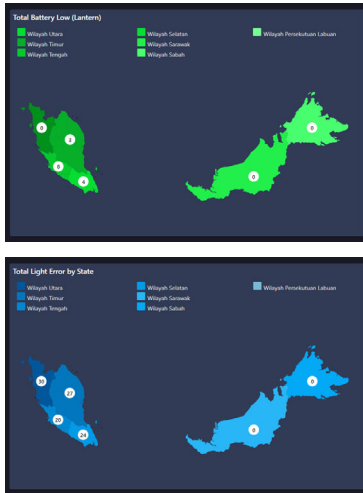 Total Battery Low (Lantern)
Wilayah Utara
Wilayah Selatan
Wilayah Persekutuan Labuan
Wilayah Timur
Wilayah Sarawak
Wilayah Tengah
Wilayah Sabah
0
0
4
0
0
Total Light Error by State
Wilayah Utara
Wilayah Selatan
Wilayah Persekutuan Labuan
Wilayah Timur
Wilayah Sarawak
Wilayah Tengah
Wilayah Sabah
30
27
20
24
0
0